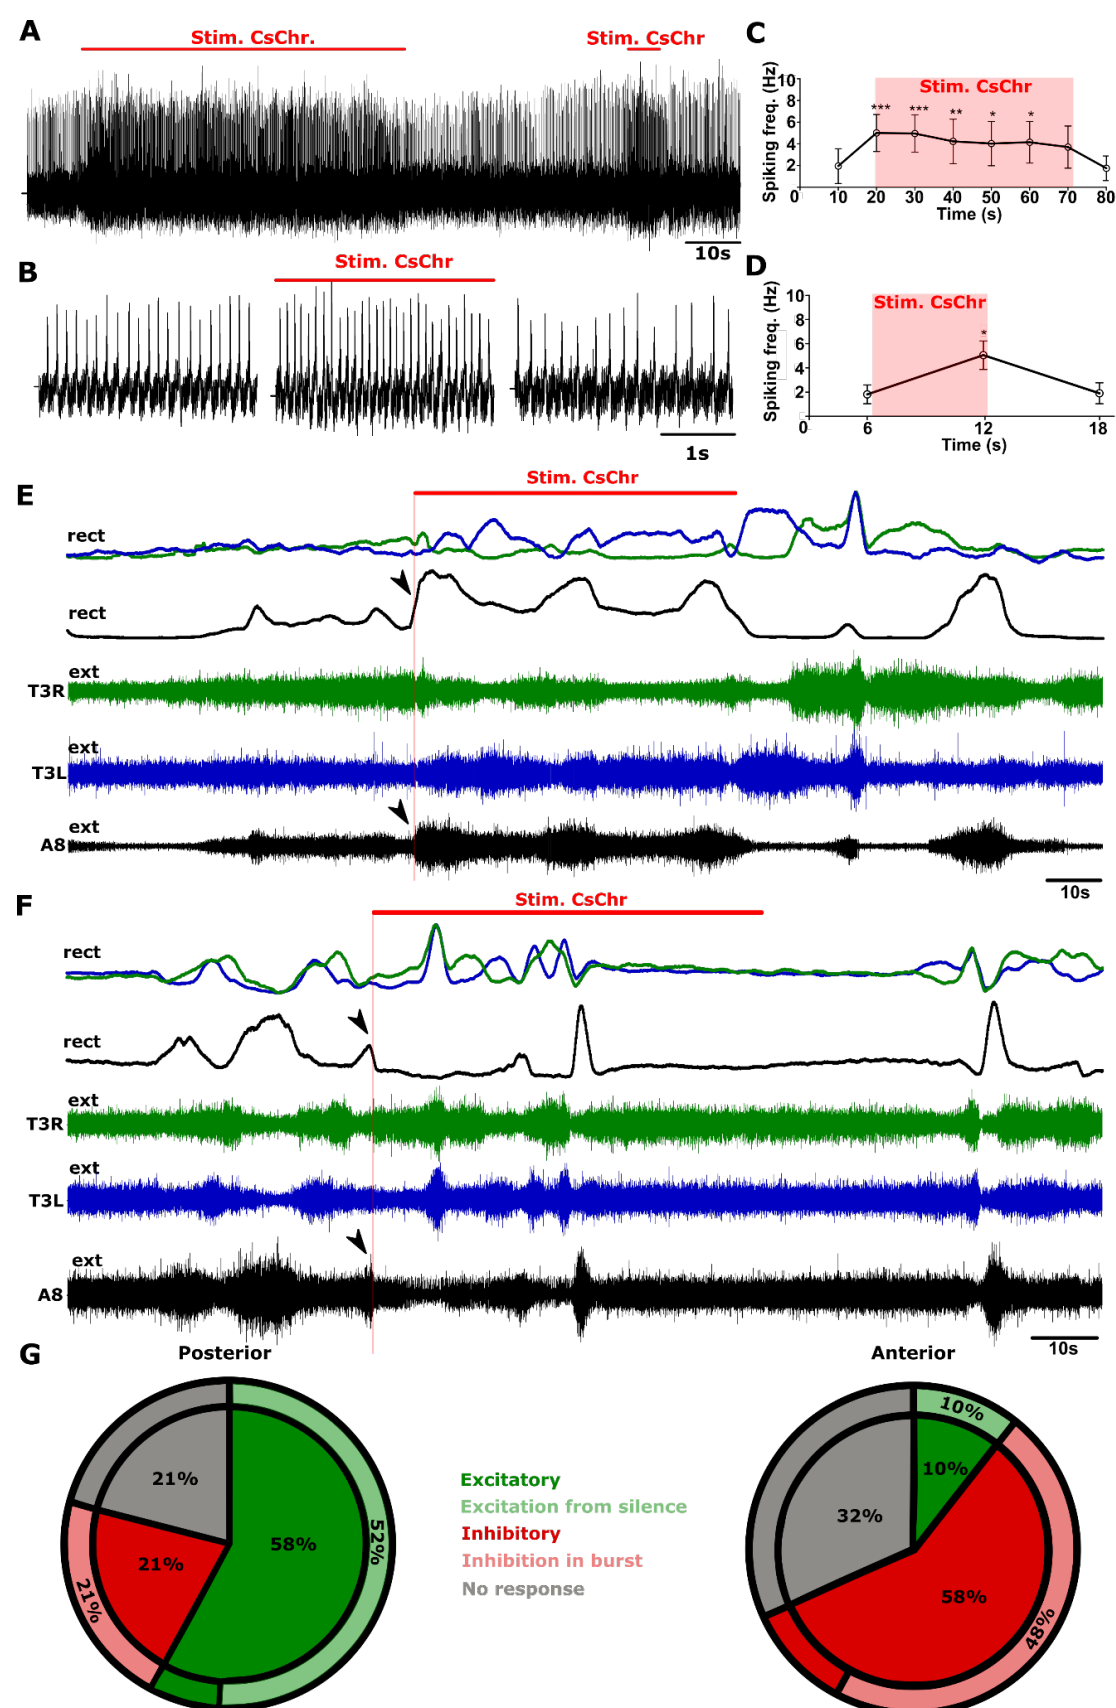 A
Stim. CsChr.
Stim. CsChr
10s
C
Spiking freq. (Hz)
10
8
6
4
2
0
Stim. CsChr
*** *** ** * *
10 20 30 40 50 60 70 80
Time (s)
B
Stim. CsChr
1s
D
Spiking freq. (Hz)
10
8
6
4
2
0
Stim. CsChr
*
6 12 18
Time (s)
E
Stim. CsChr
rect
rect
ext
T3R
ext
T3L
ext
A8
10s
F
Stim. CsChr
rect
rect
ext
T3R
ext
T3L
ext
A8
10s
G
Posterior
21%
58%
52%
21%
21%
Excitatory
Excitation from silence
Inhibitory
Inhibition in burst
No response
Anterior
10%
10%
32%
58%
48%